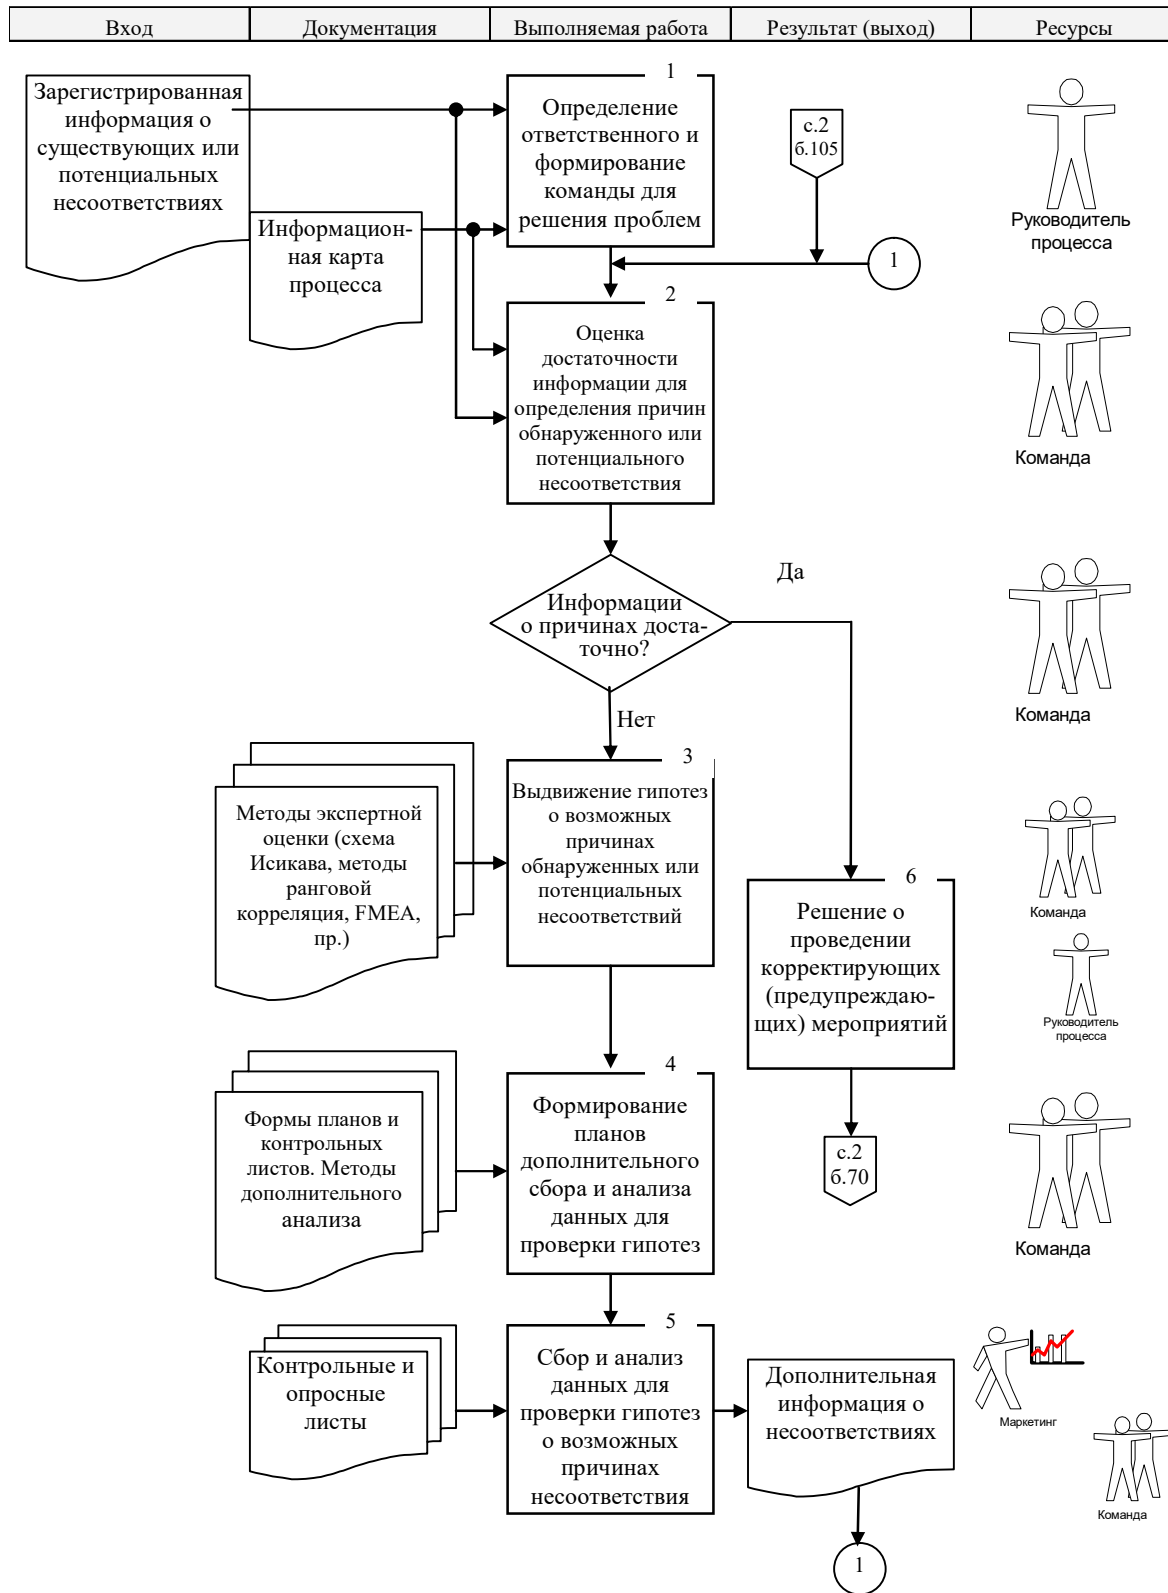 Вход
Документация
Выполняемая работа
Результат (выход)
Ресурсы
Зарегистрированная
информация о
существующих или
потенциальных
несоответствиях
Информацион-
ная карта
процесса
1
Определение
ответственного и
формирование
команды для
решения проблем
с.2
б.105
1
Руководитель
процесса
2
Оценка
достаточности
информации для
определения причин
обнаруженного или
потенциального
несоответствия
Команда
Информации
о причинах доста-
точно?
Да
Нет
Команда
Методы экспертной
оценки (схема
Исикава, методы
ранговой
корреляция, FMEA,
пр.)
3
Выдвижение гипотез
о возможных
причинах
обнаруженных или
потенциальных
несоответствий
6
Решение о
проведении
корректирующих
(предупреждаю-
щих) мероприятий
Команда
Руководитель
процесса
Формы планов и
контрольных
листов. Методы
дополнительного
анализа
4
Формирование
планов
дополнительного
сбора и анализа
данных для
проверки гипотез
с.2
б.70
Команда
Контрольные и
опросные
листы
5
Сбор и анализ
данных для
проверки гипотез
о возможных
причинах
несоответствия
Дополнительная
информация о
несоответствиях
Маркетинг
Команда
1